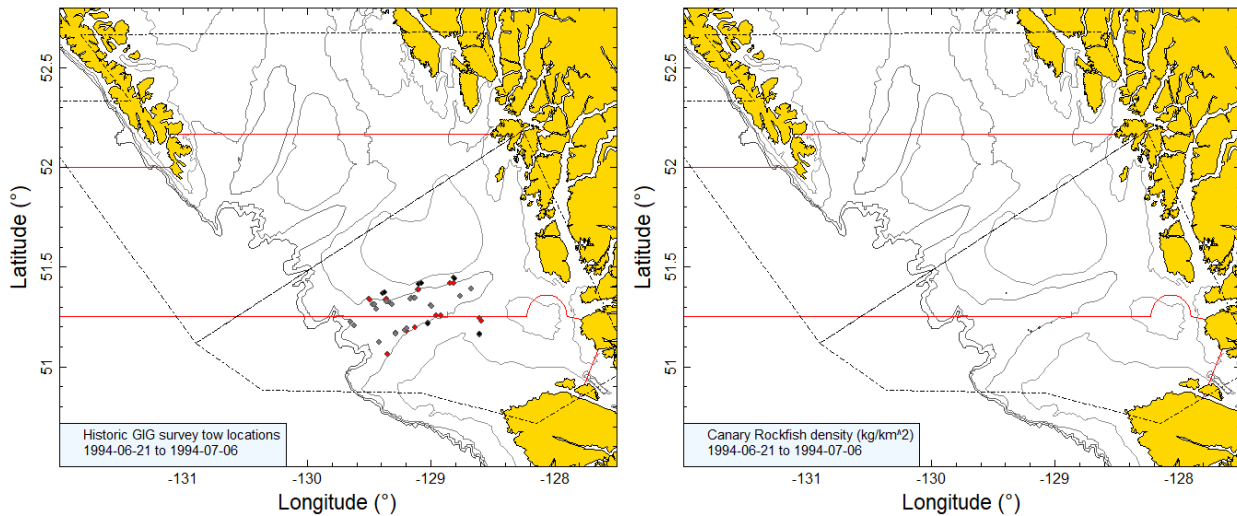 52.5
52
51.5
51
Latitude (°)
-131
-130
-129
-128
Longitude (°)
Historic GIG survey tow locations
1994-06-21 to 1994-07-06
52.5
52
51.5
51
Latitude (°)
-131
-130
-129
-128
Longitude (°)
Canary Rockfish density (kg/km^2)
1994-06-21 to 1994-07-06